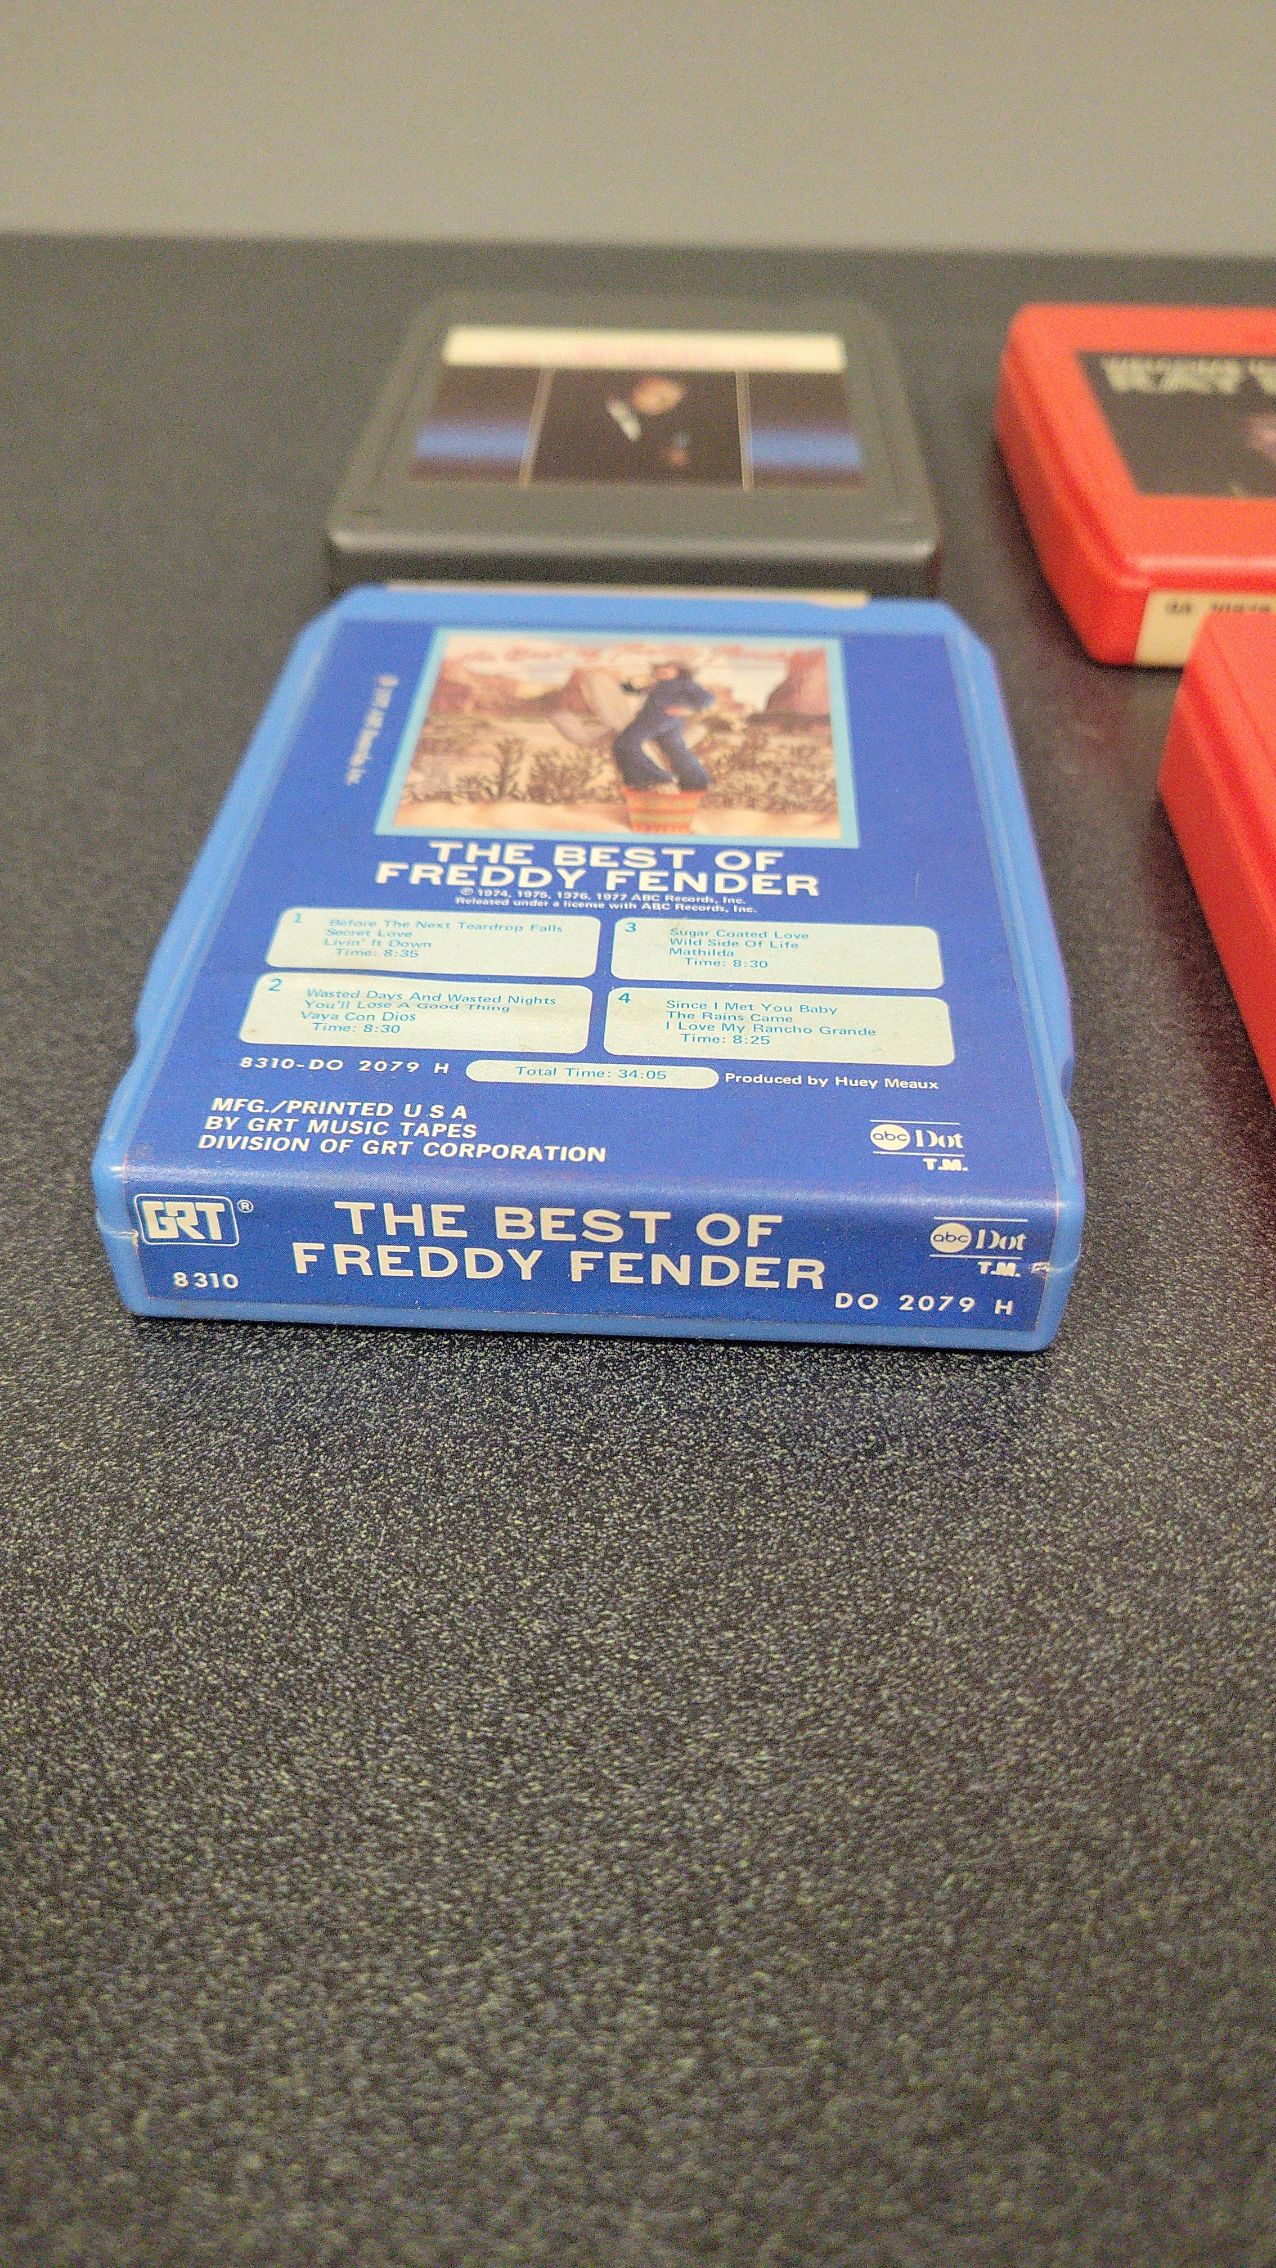 THE BEST OF
FREDDY FENDER
℗ 1974, 1975, 1976, 1977 ABC Records, Inc.
Released under a license with ABC Records, Inc.
1
Before The Next Teardrop Falls
Secret Love
Livin' It Down
Time: 8:35
2
Wasted Days And Wasted Nights
You'll Lose A Good Thing
Vaya Con Dios
Time: 8:30
3
Sugar Coated Love
Wild Side Of Life
Mathilda
Time: 8:30
4
Since I Met You Baby
The Rains Came
I Love My Rancho Grande
Time: 8:25
8310-DO 2079 H
Total Time: 34:05
Produced by Huey Meaux
MFG./PRINTED U S A
BY GRT MUSIC TAPES
DIVISION OF GRT CORPORATION
abc Dot
T.M.
GRT®
8310
THE BEST OF
FREDDY FENDER
abc Dot
T.M.
DO 2079 H